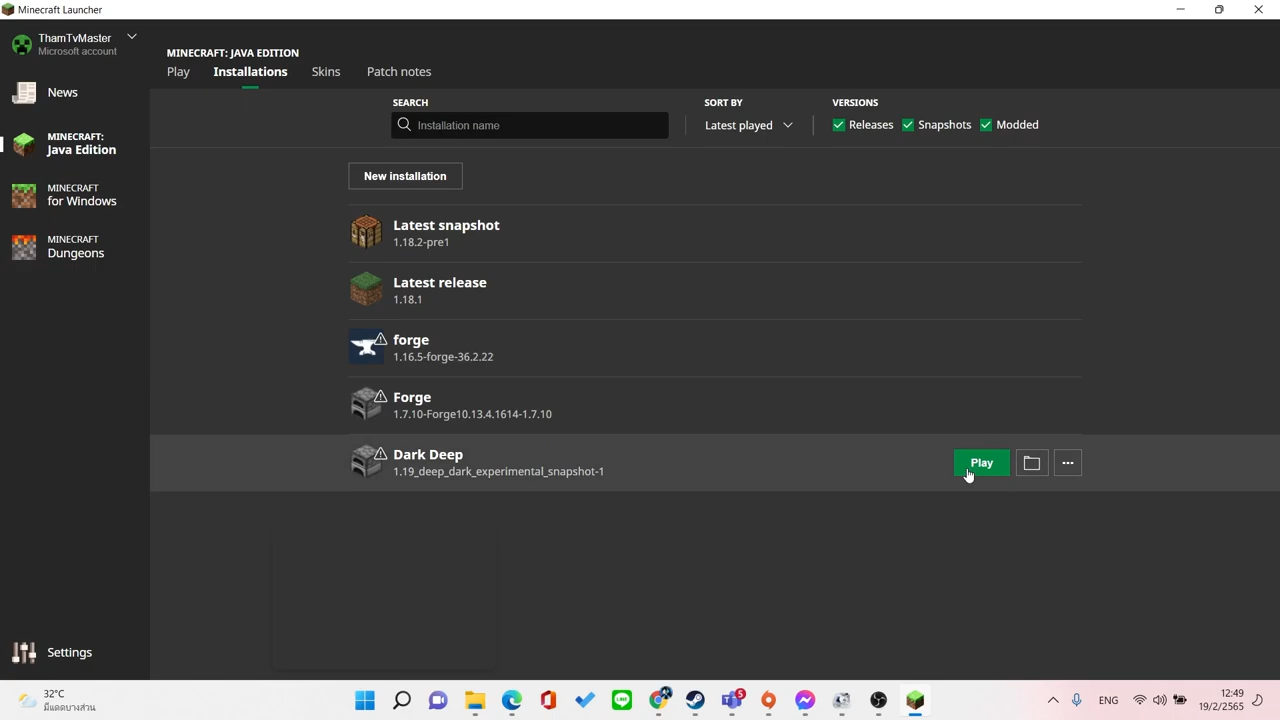 Minecraft Launcher
ThamTvMaster
Microsoft account
News
MINECRAFT:
Java Edition
MINECRAFT
for Windows
MINECRAFT
Dungeons
Settings
MINECRAFT: JAVA EDITION
Play Installations Skins Patch notes
SEARCH SORT BY VERSIONS
Installation name Latest played Releases Snapshots Modded
New installation
Latest snapshot
1.18.2-pre1
Latest release
1.18.1
forge
1.16.5-forge-36.2.22
Forge
1.7.10-Forge10.13.4.1614-1.7.10
Dark Deep
1.19_deep_dark_experimental_snapshot-1
Play
32°C
มีแดดบางส่วน
LINE
5
ENG
12:49
19/2/2565